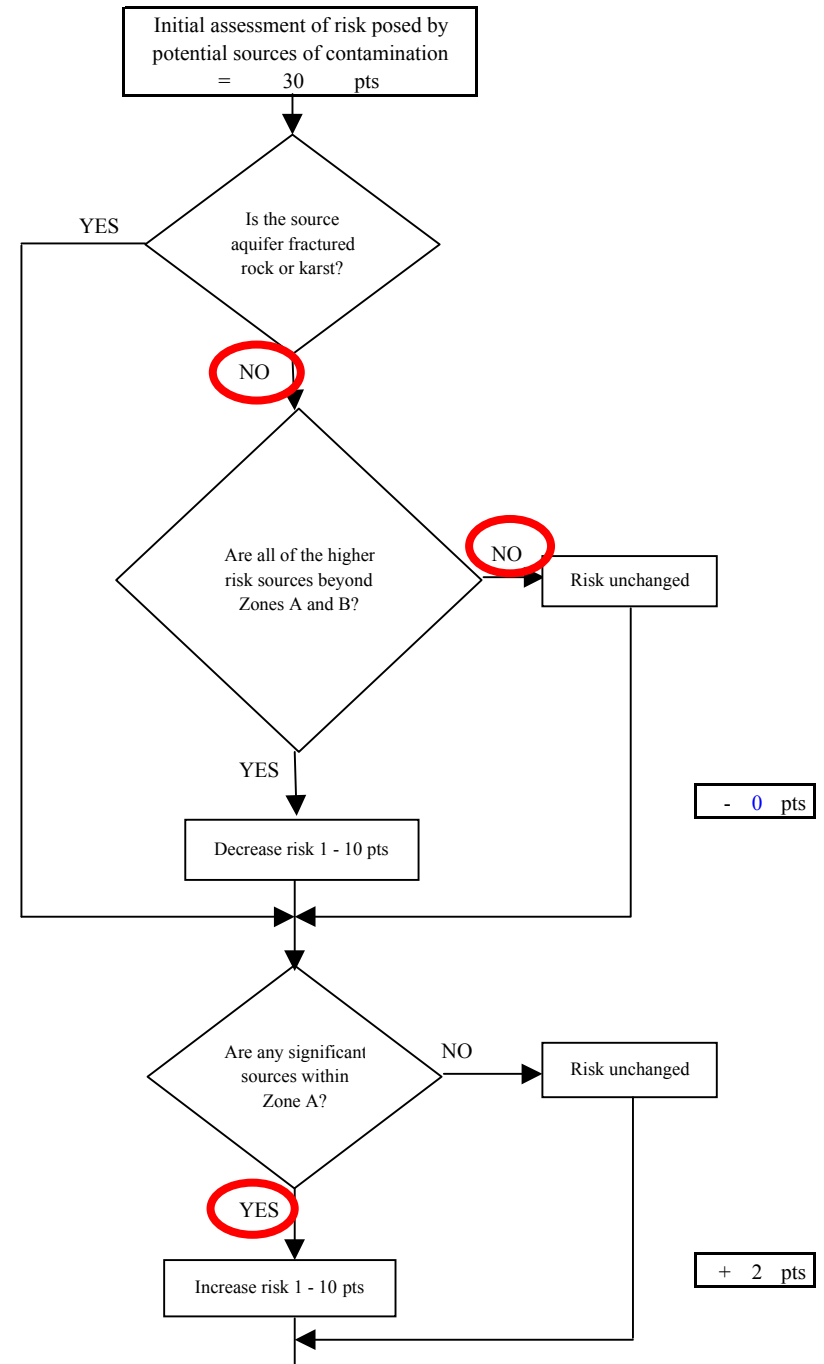 Initial assessment of risk posed by
potential sources of contamination
= 30 pts
YES
Is the source
aquifer fractured
rock or karst?
NO
Are all of the higher
risk sources beyond
Zones A and B?
NO
Risk unchanged
YES
- 0 pts
Decrease risk 1 - 10 pts
Are any significant
sources within
Zone A?
NO
Risk unchanged
YES
Increase risk 1 - 10 pts
+ 2 pts